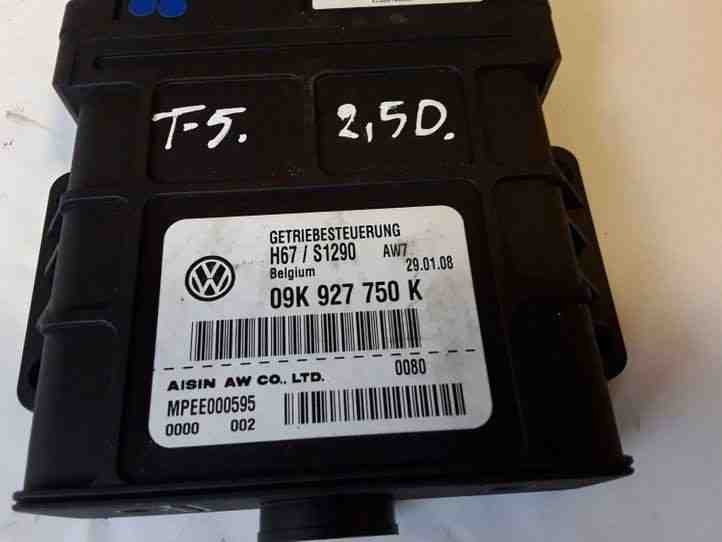 T-5. 2,5D.
GETRIEBESTEUERUNG
H67 / S1290 AW7
Belgium 29.01.08
09K 927 750 K
AISIN AW CO., LTD. 0080
MPEE000595
0000 002